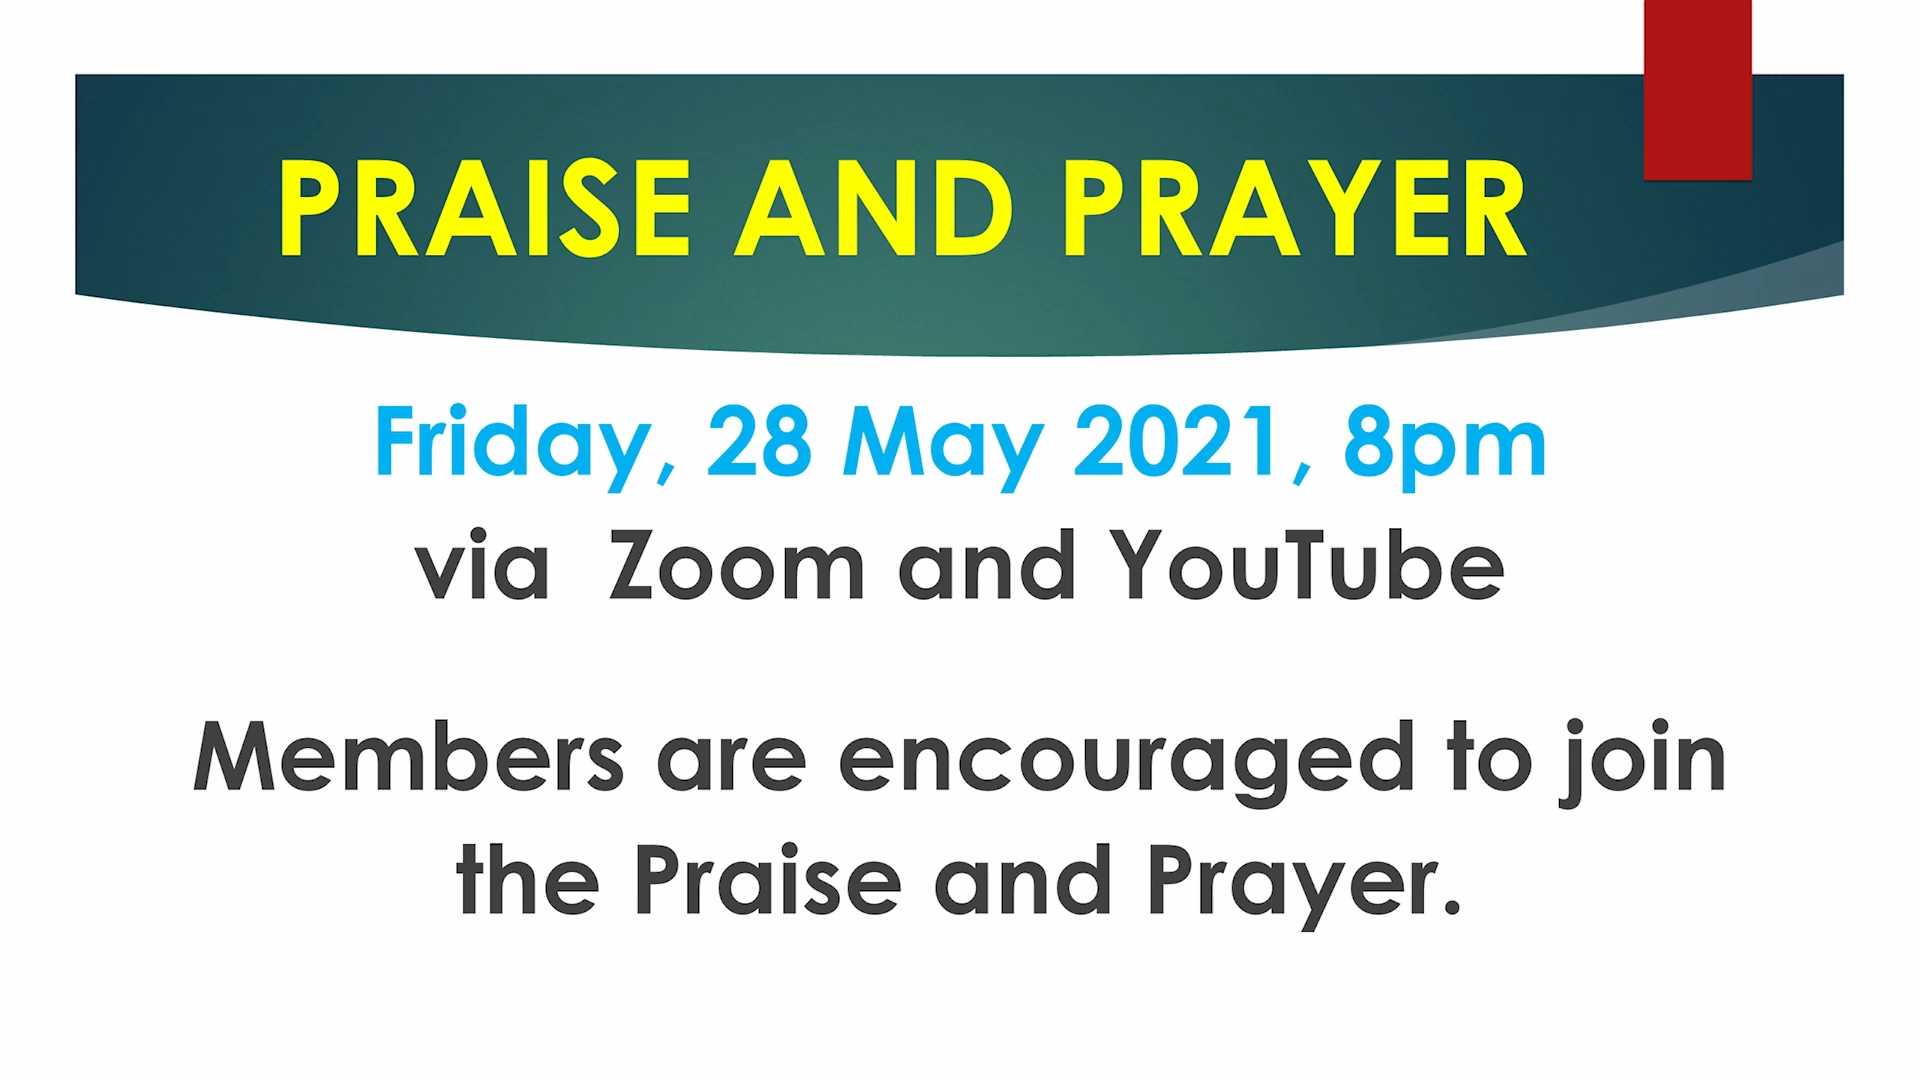 PRAISE AND PRAYER
Friday, 28 May 2021, 8pm
via  Zoom and YouTube
Members are encouraged to join
the Praise and Prayer.